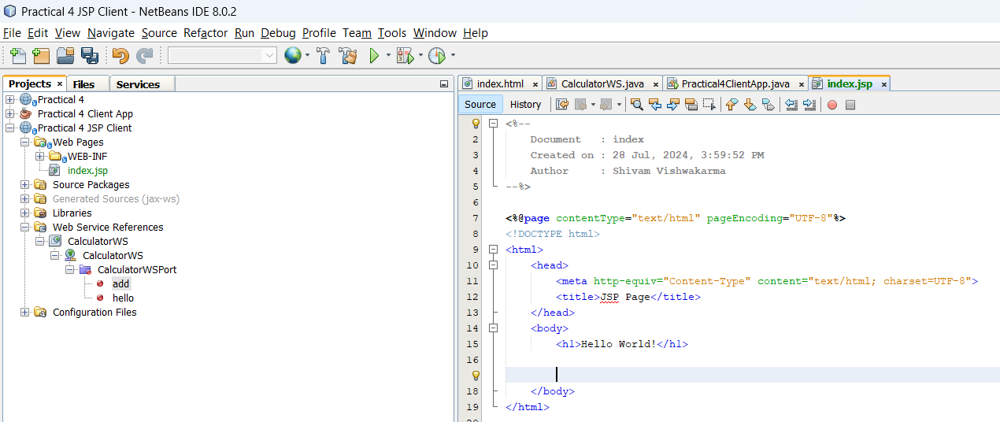 Practical 4 JSP Client - NetBeans IDE 8.0.2
File Edit View Navigate Source Refactor Run Debug Profile Team Tools Window Help
Projects Files Services
Practical 4
Practical 4 Client App
Practical 4 JSP Client
Web Pages
WEB-INF
index.jsp
Source Packages
Generated Sources (jax-ws)
Libraries
Web Service References
CalculatorWS
CalculatorWS
CalculatorWSPort
add
hello
Configuration Files
index.html CalculatorWS.java Practical4ClientApp.java index.jsp
Source History
<%--
2 Document : index
3 Created on : 28 Jul, 2024, 3:59:52 PM
4 Author : Shivam Vishwakarma
5 --%>
6
7 <%@page contentType="text/html" pageEncoding="UTF-8"%>
8 <!DOCTYPE html>
9 <html>
10 <head>
11 <meta http-equiv="Content-Type" content="text/html; charset=UTF-8">
12 <title>JSP Page</title>
13 </head>
14 <body>
15 <h1>Hello World!</h1>
16
18 </body>
19 </html>